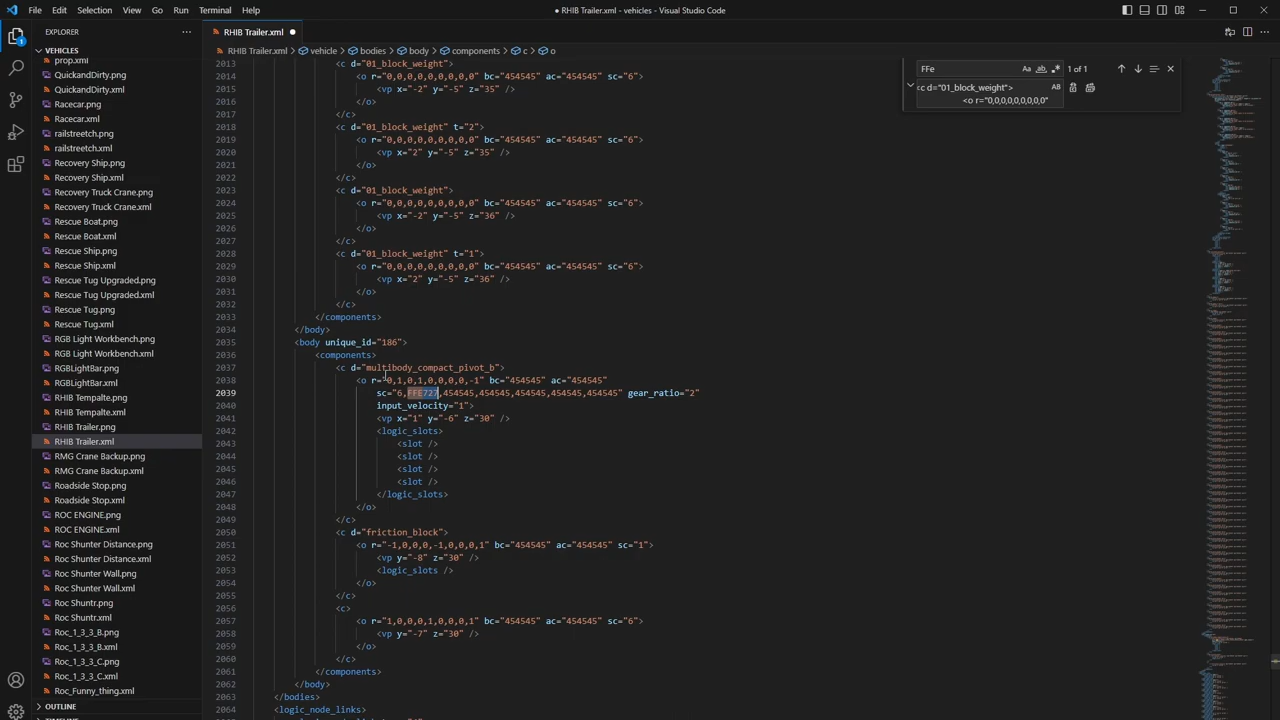 File Edit Selection View Go Run Terminal Help
RHIB Trailer.xml - vehicles - Visual Studio Code
EXPLORER
VEHICLES
prop.xml
QuickandDirty.png
QuickandDirty.xml
Racecar.png
Racecar.xml
railstreetch.png
railstretch.xml
Recovery Ship.png
Recovery Ship.xml
Recovery Truck Crane.png
Recovery Truck Crane.xml
Rescue Boat.png
Rescue Boat.xml
Rescue Ship.png
Rescue Ship.xml
Rescue Tug Upgraded.png
Rescue Tug Upgraded.xml
Rescue Tug.png
Rescue Tug.xml
RGB Light Workbench.png
RGB Light Workbench.xml
RGBLightBar.png
RGBLightBar.xml
RHIB Tempalte.png
RHIB Tempalte.xml
RHIB Trailer.png
RHIB Trailer.xml
RMG Crane Backup.png
RMG Crane Backup.xml
Roadside Stop.png
Roadside Stop.xml
ROC ENGINE.png
ROC ENGINE.xml
Roc Shunter Distance.png
Roc Shunter Distance.xml
Roc Shunter Wall.png
Roc Shunter Wall.xml
Roc Shuntr.png
Roc Shuntr.xml
Roc_1_3_3_B.png
Roc_1_3_3_B.xml
Roc_1_3_3_C.png
Roc_1_3_3_C.xml
Roc_Funny_thing.xml
OUTLINE
RHIB Trailer.xml
RHIB Trailer.xml > vehicle > bodies > body > components > c > o
FFe
Aa ab .* 1 of 1
<c d="01_block_weight">
<o r="0,0,0,0,0,0,0,0"
AB
2013 <c d="01_block_weight">
2014 <o r="0,0,0,0,0,0,0,0,0" bc="454545" ac="454545" sc="6">
2015 <vp x="-2" y="-5" z="35" />
2016 </o>
2017 </c>
2018 <c d="01_block_weight" t="2">
2019 <o r="0,0,0,0,0,0,0,0,0" bc="454545" ac="454545" sc="6">
2020 <vp x="2" y="-5" z="35" />
2021 </o>
2022 </c>
2023 <c d="01_block_weight">
2024 <o r="0,0,0,0,0,0,0,0,0" bc="454545" ac="454545" sc="6">
2025 <vp x="-2" y="-5" z="36" />
2026 </o>
2027 </c>
2028 <c d="01_block_weight" t="1">
2029 <o r="0,0,0,0,0,0,0,0,0" bc="454545" ac="454545" sc="6">
2030 <vp x="2" y="-5" z="36" />
2031 </o>
2032 </c>
2033 </components>
2034 </body>
2035 <body unique_id="186">
2036 <components>
2037 <c d="multibody_compact_pivot_b">
2038 <o r="0,1,0,1,0,0,0,0,-1" bc="454545" ac="454545"
2039 sc="6,FFE727,454545,454545,454545,454545,454545" gear_ratio="2"
2040 input_velocity="1">
2041 <vp x="1" y="-6" z="30" />
2042 <logic_slots>
2043 <slot />
2044 <slot />
2045 <slot />
2046 <slot />
2047 </logic_slots>
2048 </o>
2049 </c>
2050 <c d="friction_block">
2051 <o r="-1,0,0,0,-1,0,0,0,1" bc="454545" ac="454545" sc="1">
2052 <vp y="-8" z="30" />
2053 <logic_slots />
2054 </o>
2055 </c>
2056 <c>
2057 <o r="1,0,0,0,1,0,0,0,1" bc="454545" ac="454545" sc="6">
2058 <vp y="-7" z="30" />
2059 </o>
2060 </c>
2061 </components>
2062 </body>
2063 </bodies>
2064 <logic_node_links>